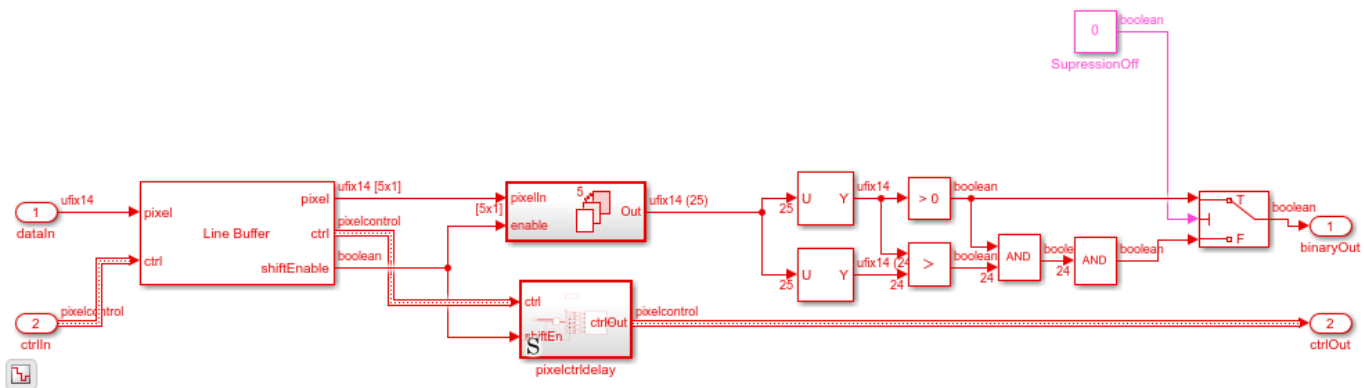 0
boolean
SupressionOff
1
dataIn
ufix14
2
ctrlIn
pixelcontrol
pixel
ctrl
Line Buffer
pixel
ctrl
shiftEnable
ufix14 [5x1]
pixelcontrol
boolean
[5x1]
pixelIn
enable
5
Out
ufix14 (25)
ctrl
shiftEn
ctrlOut
S
pixelctrldelay
pixelcontrol
25
U
Y
ufix14
> 0
boolean
25
U
Y
ufix14 (24
24
>
boolean
24
AND
boole
24
AND
boolean
T
F
boolean
1
binaryOut
2
ctrlOut